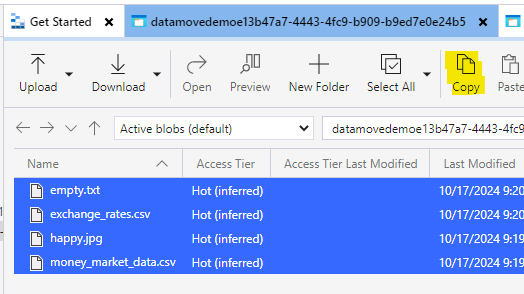 Get Started datamovedemoe13b47a7-4443-4fc9-b909-b9ed7e0e24b5
Upload Download Open Preview New Folder Select All Copy Paste
Active blobs (default) datamovedemoe13b47a7-4443-4fc9
Name Access Tier Access Tier Last Modified Last Modified
empty.txt Hot (inferred) 10/17/2024 9:20
exchange_rates.csv Hot (inferred) 10/17/2024 9:20
happy.jpg Hot (inferred) 10/17/2024 9:19
money_market_data.csv Hot (inferred) 10/17/2024 9:19